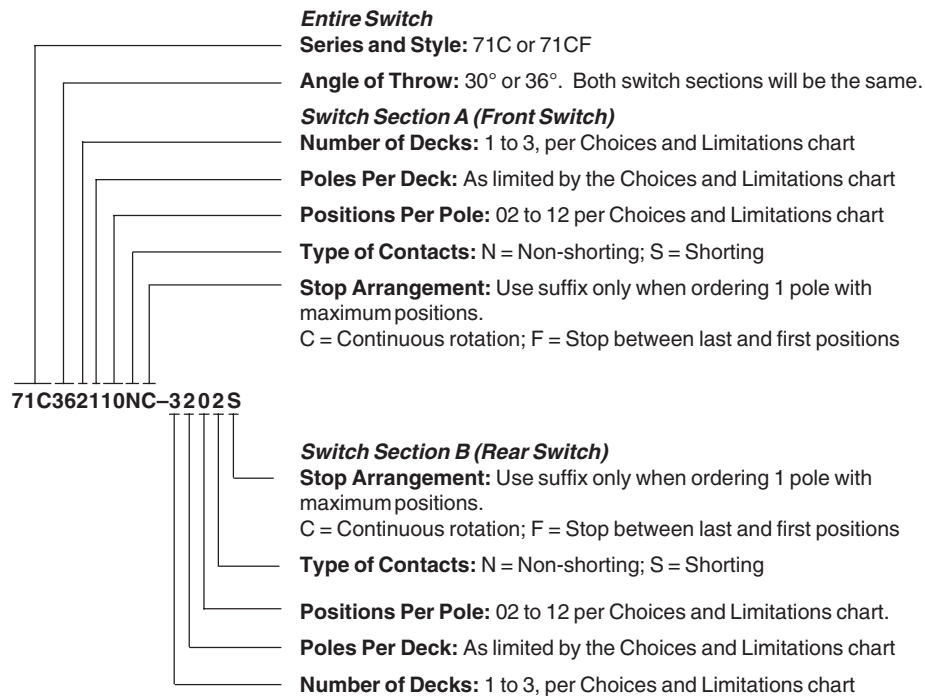 Entire Switch
Series and Style: 71C or 71CF
Angle of Throw: 30° or 36°. Both switch sections will be the same.
Switch Section A (Front Switch)
Number of Decks: 1 to 3, per Choices and Limitations chart
Poles Per Deck: As limited by the Choices and Limitations chart
Positions Per Pole: 02 to 12 per Choices and Limitations chart
Type of Contacts: N = Non-shorting; S = Shorting
Stop Arrangement: Use suffix only when ordering 1 pole with
maximum positions.
C = Continuous rotation; F = Stop between last and first positions
71C362110NC–3202S
Switch Section B (Rear Switch)
Stop Arrangement: Use suffix only when ordering 1 pole with
maximum positions.
C = Continuous rotation; F = Stop between last and first positions
Type of Contacts: N = Non-shorting; S = Shorting
Positions Per Pole: 02 to 12 per Choices and Limitations chart.
Poles Per Deck: As limited by the Choices and Limitations chart
Number of Decks: 1 to 3, per Choices and Limitations chart